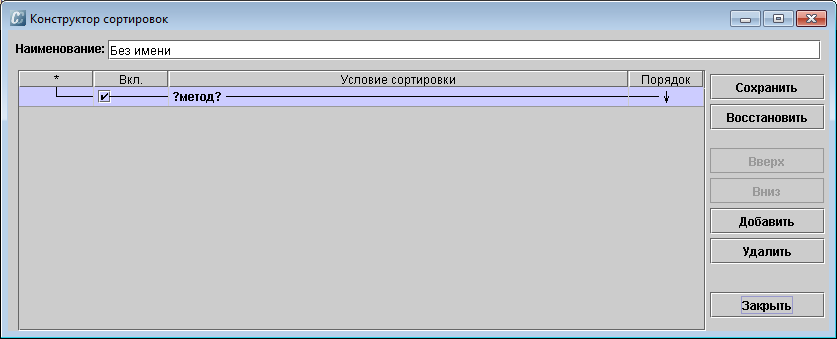 Конструктор сортировок
Наименование: Без имени
* Вкл. Условие сортировки Порядок
?метод?
Сохранить
Восстановить
Вверх
Вниз
Добавить
Удалить
Закрыть